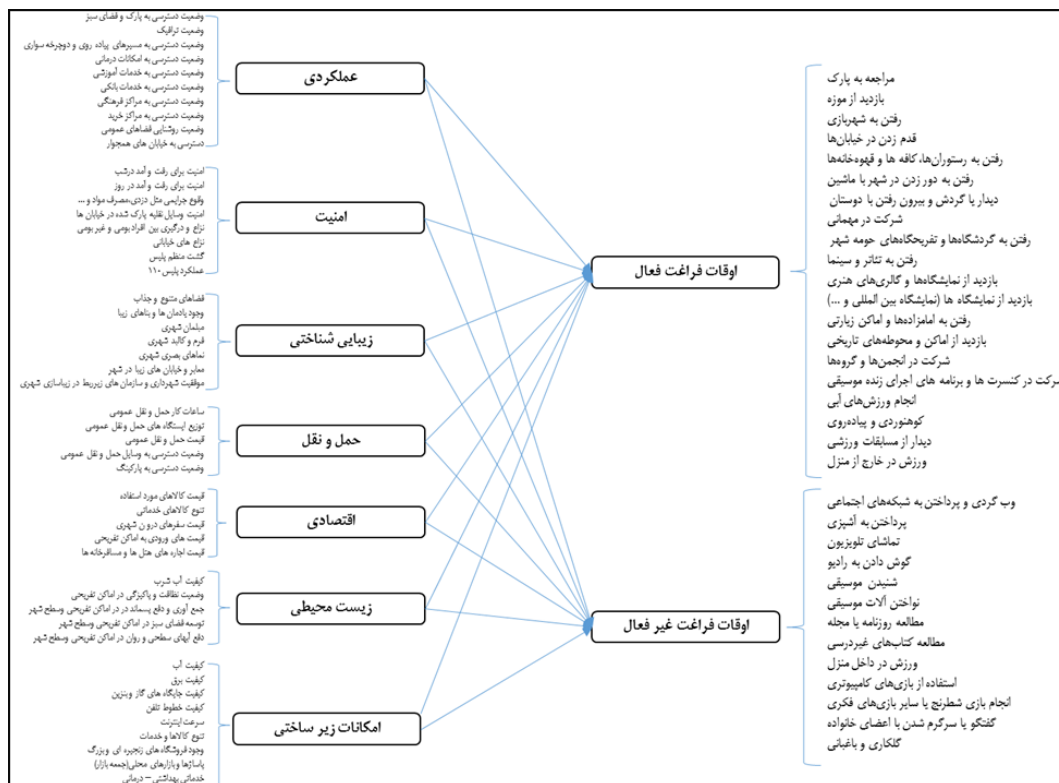 مراجعه به پارک
بازدید از موزه
رفتن به شهربازی
قدم زدن در خیابان‌ها
رفتن به رستوران‌ها، کافه ها و قهوه‌خانه‌ها
رفتن به دور زدن در شهر با ماشین
دیدار یا گردش و بیرون رفتن با دوستان
شرکت در مهمانی
رفتن به گردشگاه‌ها و تفریحگاه‌های حومه شهر
رفتن به تئاتر و سینما
بازدید از نمایشگاه‌ها و گالری‌های هنری
بازدید از نمایشگاه ها (نمایشگاه بین المللی و ...)
رفتن به امامزاده‌ها و اماکن زیارتی
بازدید از اماکن و محوطه‌های تاریخی
شرکت در انجمن‌ها و گروه‌ها
شرکت در کنسرت ها و برنامه های اجرای زنده موسیقی
انجام ورزش‌های آبی
کوهنوردی و پیاده‌روی
دیدار از مسابقات ورزشی
ورزش در خارج از منزل
وب گردی و پرداختن به شبکه‌های اجتماعی
پرداختن به آشپزی
تماشای تلویزیون
گوش دادن به رادیو
شنیدن موسیقی
نواختن آلات موسیقی
مطالعه روزنامه یا مجله
مطالعه کتاب‌های غیردرسی
ورزش در داخل منزل
استفاده از بازی‌های کامپیوتری
انجام بازی شطرنج یا سایر بازی‌های فکری
گفتگو یا سرگرم شدن با اعضای خانواده
گلکاری و باغبانی
اوقات فراغت فعال
اوقات فراغت غیر فعال
عملکردی
امنیت
زیبایی شناختی
حمل و نقل
اقتصادی
زیست محیطی
امکانات زیر ساختی
وضعیت دسترسی به پارک و فضای سبز
وضعیت ترافیک
وضعیت دسترسی به مسیرهای پیاده روی و دوچرخه سواری
وضعیت دسترسی به امکانات درمانی
وضعیت دسترسی به خدمات آموزشی
وضعیت دسترسی به خدمات بانکی
وضعیت دسترسی به مراکز فرهنگی
وضعیت دسترسی به مراکز خرید
وضعیت روشنایی فضاهای عمومی
دسترسی به خیابان های همجوار
امنیت برای رفت و آمد درشب
امنیت برای رفت و آمد در روز
وقوع جرایمی مثل دزدی،مصرف مواد و ...
امنیت وسایل نقلیه پارک شده در خیابان ها
نزاع و درگیری بین افراد بومی و غیر بومی
نزاع های خیابانی
گشت منظم پلیس
عملکرد پلیس ۱۱۰
فضاهای متنوع و جذاب
وجود یادمان ها و بناهای زیبا
مبلمان شهری
فرم و کالبد شهری
نماهای بصری شهری
معابر و خیابان های زیبا در شهر
موفقیت شهرداری و سازمان های زیربط در زیباسازی شهری
ساعات کار حمل و نقل عمومی
توزیع ایستگاه های حمل و نقل عمومی
قیمت حمل و نقل عمومی
وضعیت دسترسی به وسایل حمل و نقل عمومی
وضعیت دسترسی به پارکینگ
قیمت کالاهای مورد استفاده
تنوع کالاهای خدماتی
قیمت سفرهای درون شهری
قیمت های ورودی به اماکن تفریحی
قیمت اجاره های هتل ها و مسافرخانه ها
کیفیت آب شرب
وضعیت نظافت و پاکیزگی در اماکن تفریحی
جمع آوری و دفع پسماند در در اماکن تفریحی وسطح شهر
توسعه فضای سبز در اماکن تفریحی وسطح شهر
دفع آبهای سطحی و روان در اماکن تفریحی وسطح شهر
کیفیت آب
کیفیت برق
کیفیت جایگاه های گاز و بنزین
کیفیت خطوط تلفن
سرعت اینترنت
تنوع کالاها و خدمات
وجود فروشگاه های زنجیره ای و بزرگ
پاساژها و بازارهای محلی(جمعه بازار)
خدماتی بهداشتی – درمانی